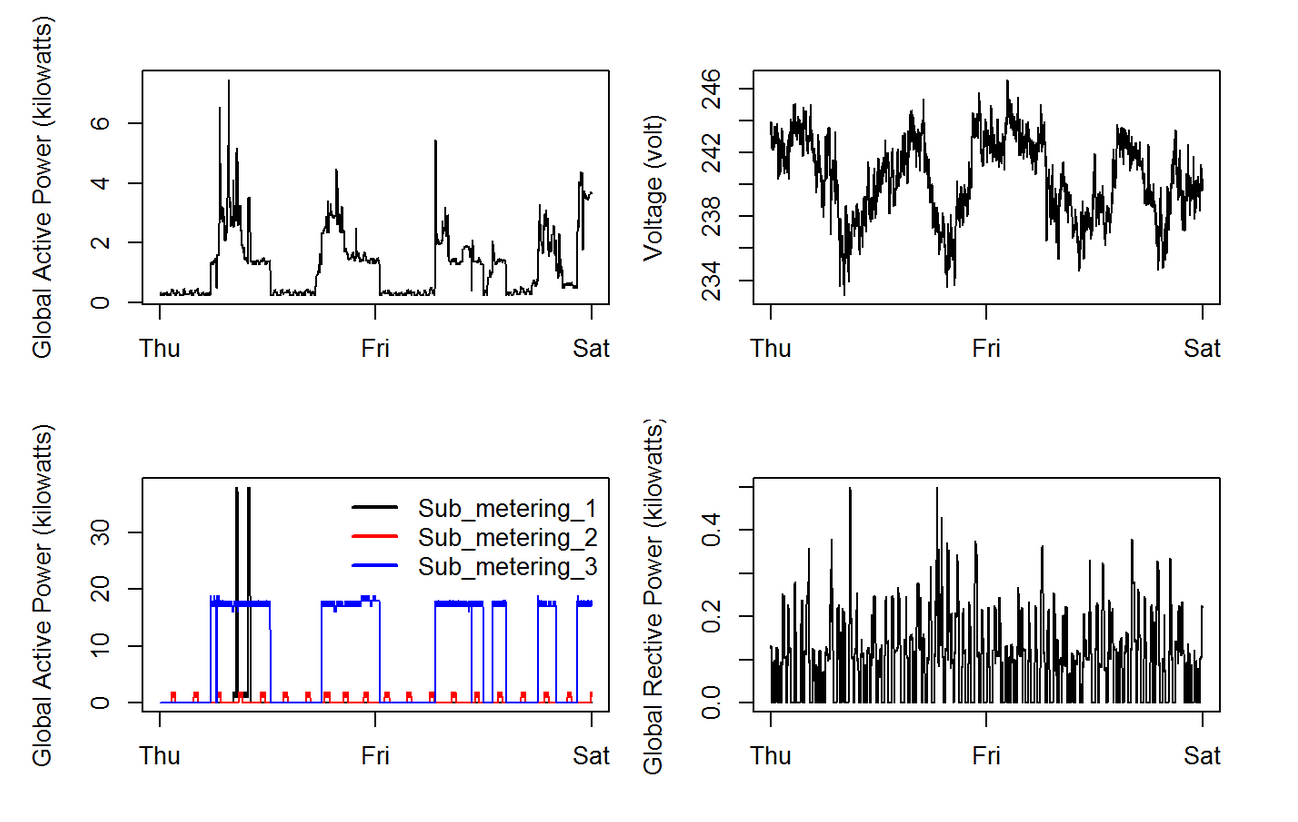 Global Active Power (kilowatts)
6
4
2
0
Thu
Fri
Sat
Voltage (volt)
246
242
238
234
Thu
Fri
Sat
Global Active Power (kilowatts)
30
20
10
0
Sub_metering_1
Sub_metering_2
Sub_metering_3
Thu
Fri
Sat
Global Rective Power (kilowatts)
0.4
0.2
0.0
Thu
Fri
Sat